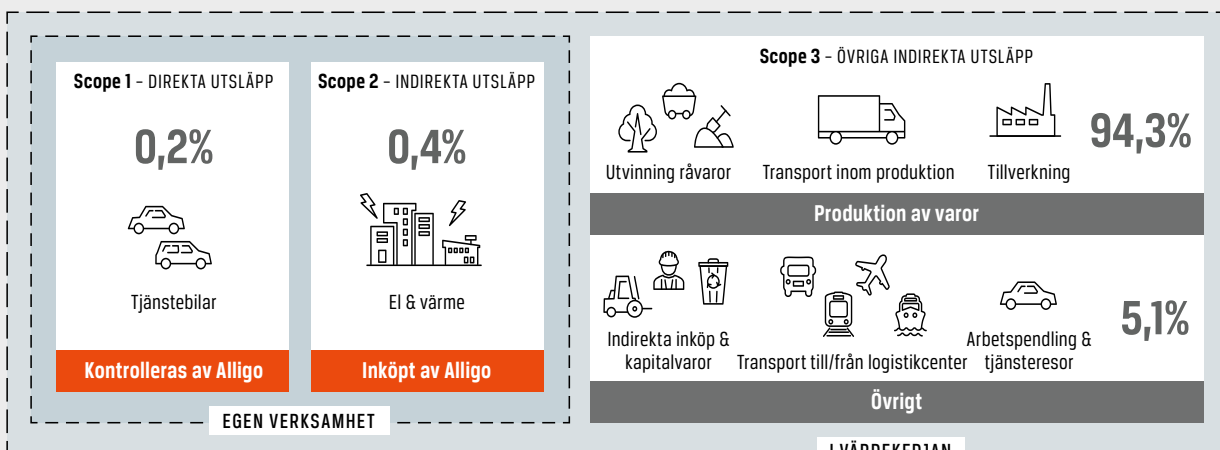 Scope 1 – DIREKTA UTSLÄPP
0,2%
Tjänstebilar
Kontrolleras av Alligo
Scope 2 – INDIREKTA UTSLÄPP
0,4%
El & värme
Inköpt av Alligo
EGEN VERKSAMHET
Scope 3 – ÖVRIGA INDIREKTA UTSLÄPP
Utvinning råvaror
Transport inom produktion
Tillverkning
94,3%
Produktion av varor
Indirekta inköp &
kapitalvaror
Transport till/från logistikcenter
Arbetspendling &
tjänsteresor
5,1%
Övrigt
I VÄRDEKEDJAN